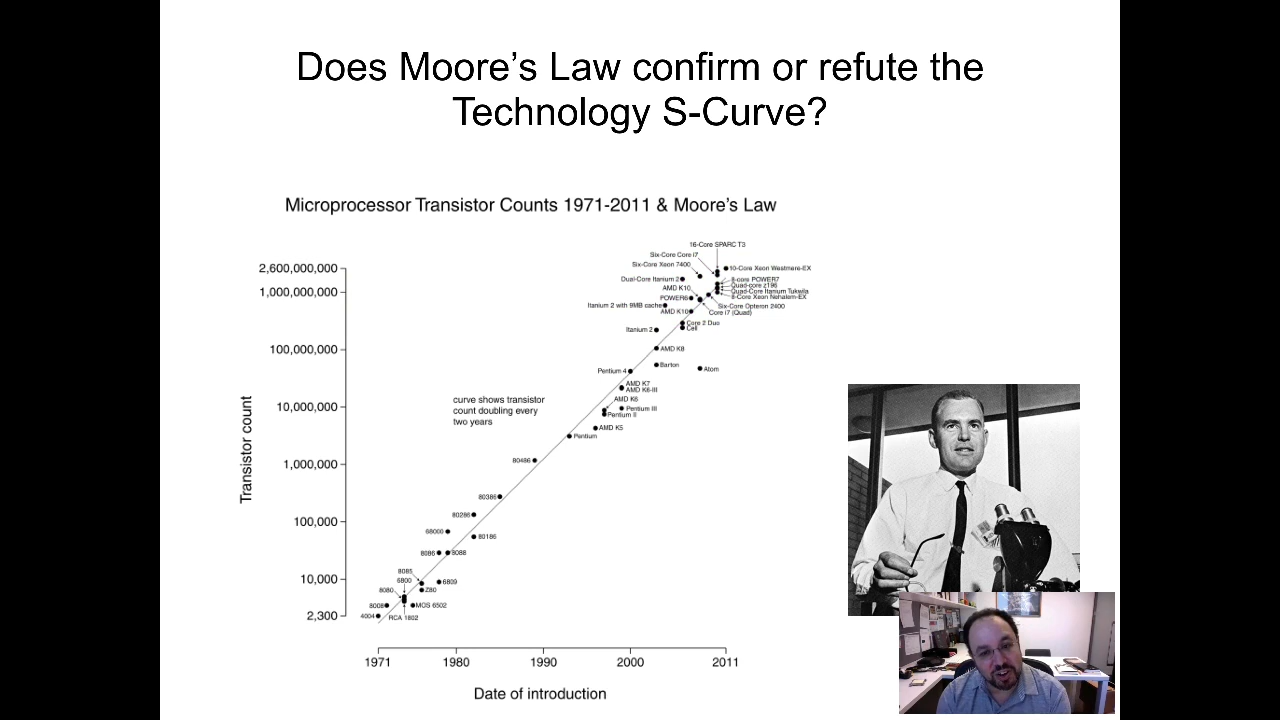 Does Moore's Law confirm or refute the
Technology S-Curve?
Microprocessor Transistor Counts 1971-2011 & Moore's Law
16-Core SPARC T3
Six-Core Core i7
Six-Core Xeon 7400
10-Core Xeon Westmere-EX
Dual-Core Itanium 2
8-core POWER7
Quad-core z196
AMD K10
Quad-Core Itanium Tukwila
POWER6
8-Core Xeon Nehalem-EX
Itanium 2 with 9MB cache
Six-Core Opteron 2400
AMD K10
Core i7 (Quad)
Core 2 Duo
Itanium 2
Cell
AMD K8
Barton
Atom
Pentium 4
AMD K7
AMD K6-III
curve shows transistor
count doubling every
two years
AMD K6
Pentium III
Pentium II
AMD K5
Pentium
80486
80386
80286
68000
80186
8086
8088
8085
6800
6809
8080
Z80
8008
MOS 6502
4004
RCA 1802
2,600,000,000
1,000,000,000
100,000,000
10,000,000
1,000,000
100,000
10,000
2,300
Transistor count
1971
1980
1990
2000
2011
Date of introduction